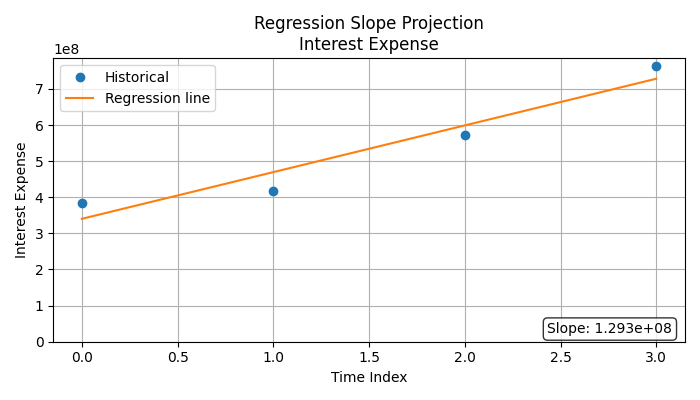 Regression Slope Projection
Interest Expense
1e8
Historical
Regression line
7
6
5
4
3
2
1
0
Interest Expense
Slope: 1.293e+08
0.0 0.5 1.0 1.5 2.0 2.5 3.0
Time Index